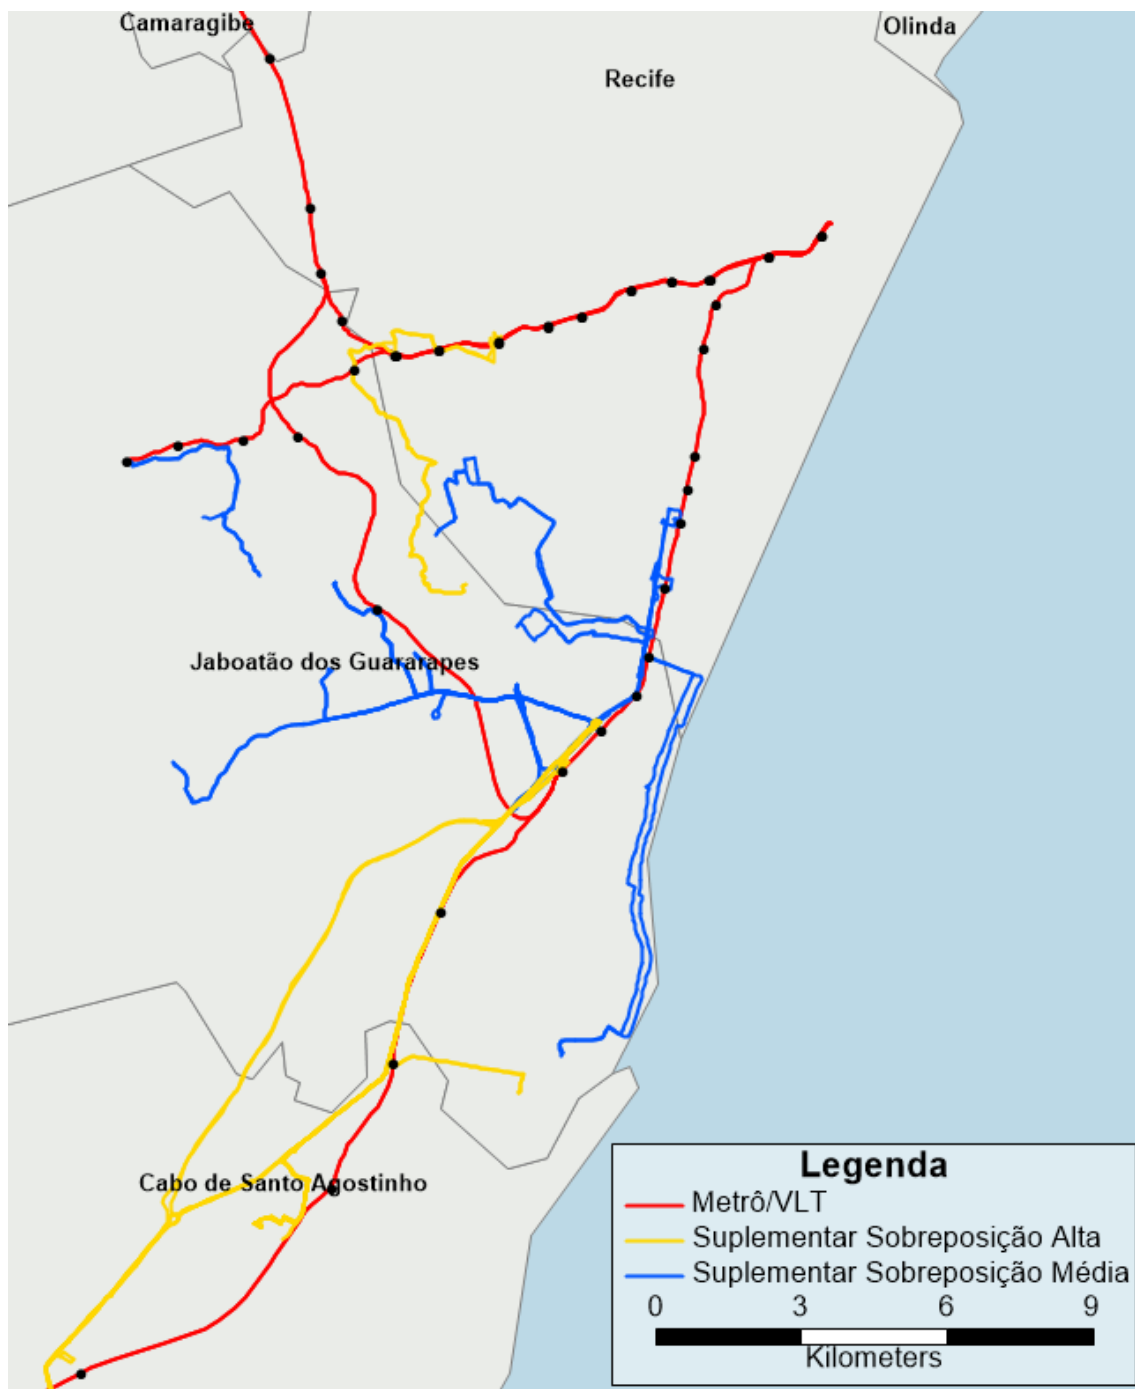 Camaragibe
Olinda
Recife
Jaboatão dos Guararapes
Cabo de Santo Agostinho
Legenda
Metrô/VLT
Suplementar Sobreposição Alta
Suplementar Sobreposição Média
0 3 6 9
Kilometers